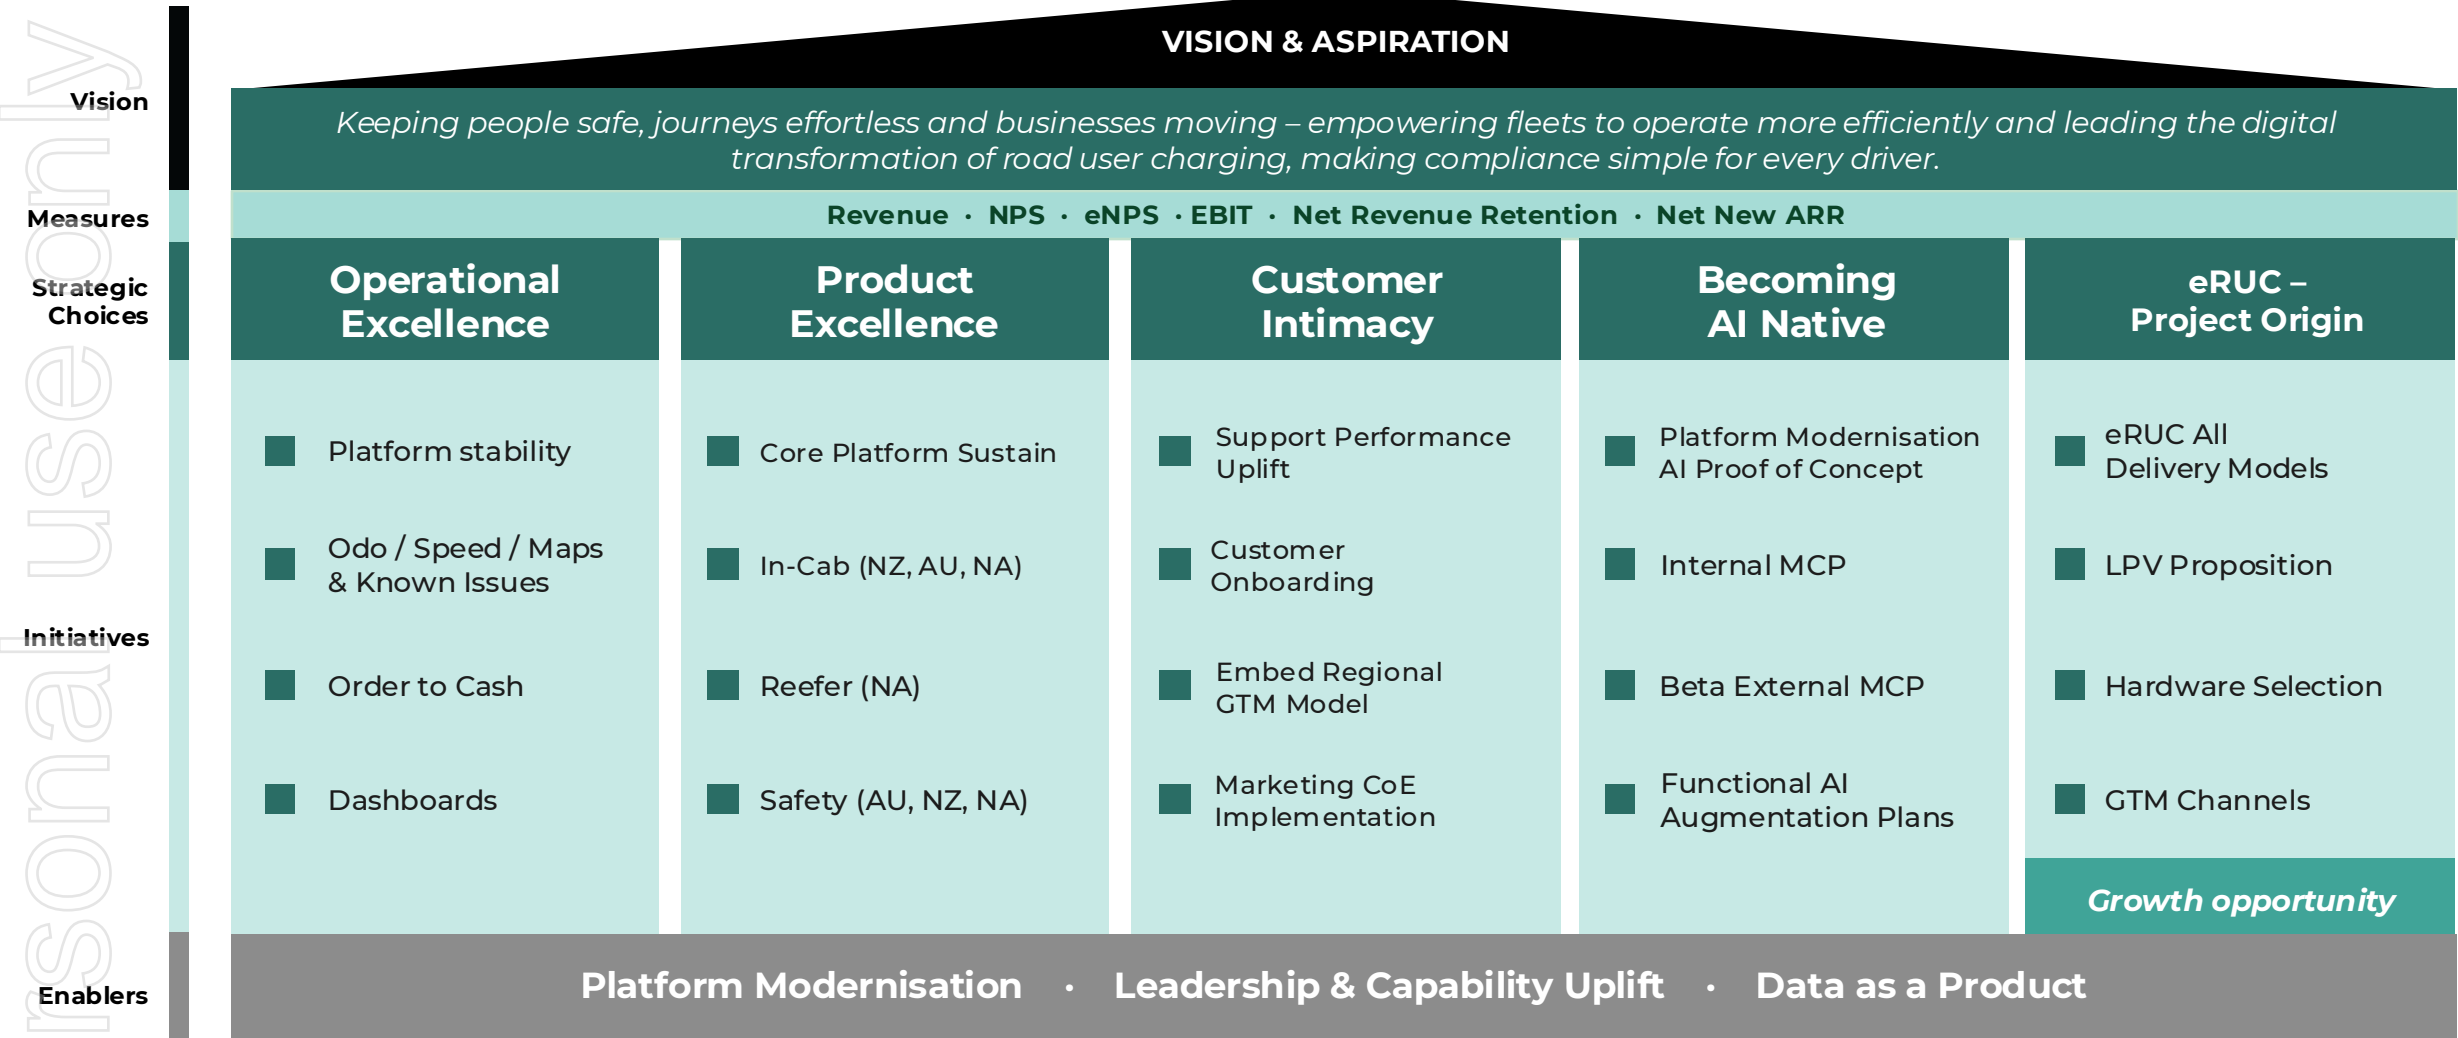 VISION & ASPIRATION
Vision
Keeping people safe, journeys effortless and businesses moving – empowering fleets to operate more efficiently and leading the digital
transformation of road user charging, making compliance simple for every driver.
Measures
Revenue · NPS · eNPS · EBIT · Net Revenue Retention · Net New ARR
Strategic
Choices
Operational
Excellence
Product
Excellence
Customer
Intimacy
Becoming
AI Native
eRUC –
Project Origin
Initiatives
Platform stability
Odo / Speed / Maps
& Known Issues
Order to Cash
Dashboards
Core Platform Sustain
In-Cab (NZ, AU, NA)
Reefer (NA)
Safety (AU, NZ, NA)
Support Performance
Uplift
Customer
Onboarding
Embed Regional
GTM Model
Marketing CoE
Implementation
Platform Modernisation
AI Proof of Concept
Internal MCP
Beta External MCP
Functional AI
Augmentation Plans
eRUC All
Delivery Models
LPV Proposition
Hardware Selection
GTM Channels
Growth opportunity
Enablers
Platform Modernisation · Leadership & Capability Uplift · Data as a Product
rsonal use only